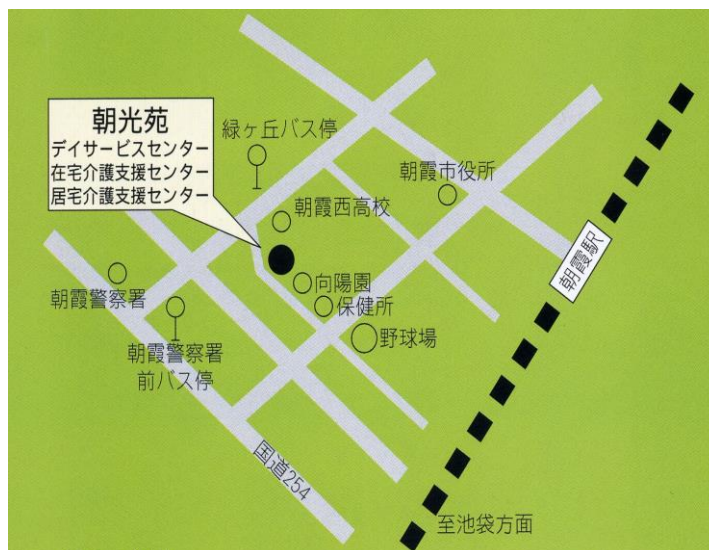 朝光苑
デイサービスセンター
在宅介護支援センター
居宅介護支援センター
緑ヶ丘バス停
朝霞市役所
朝霞西高校
朝霞駅
向陽園
保健所
朝霞警察署
野球場
朝霞警察署
前バス停
国道254
至池袋方面